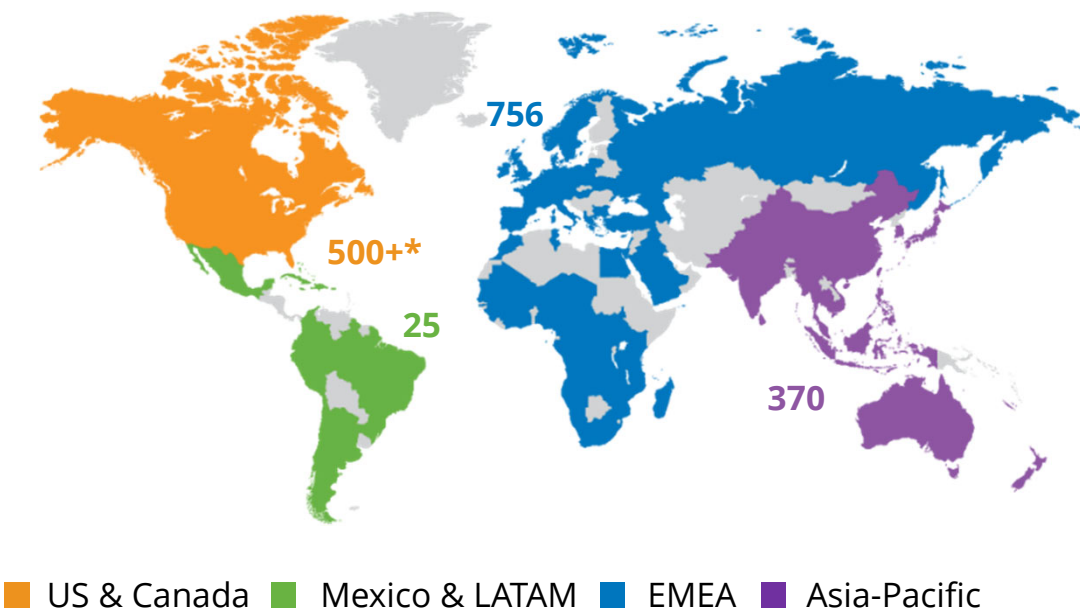 756
500+*
25
370
US & Canada
Mexico & LATAM
EMEA
Asia-Pacific